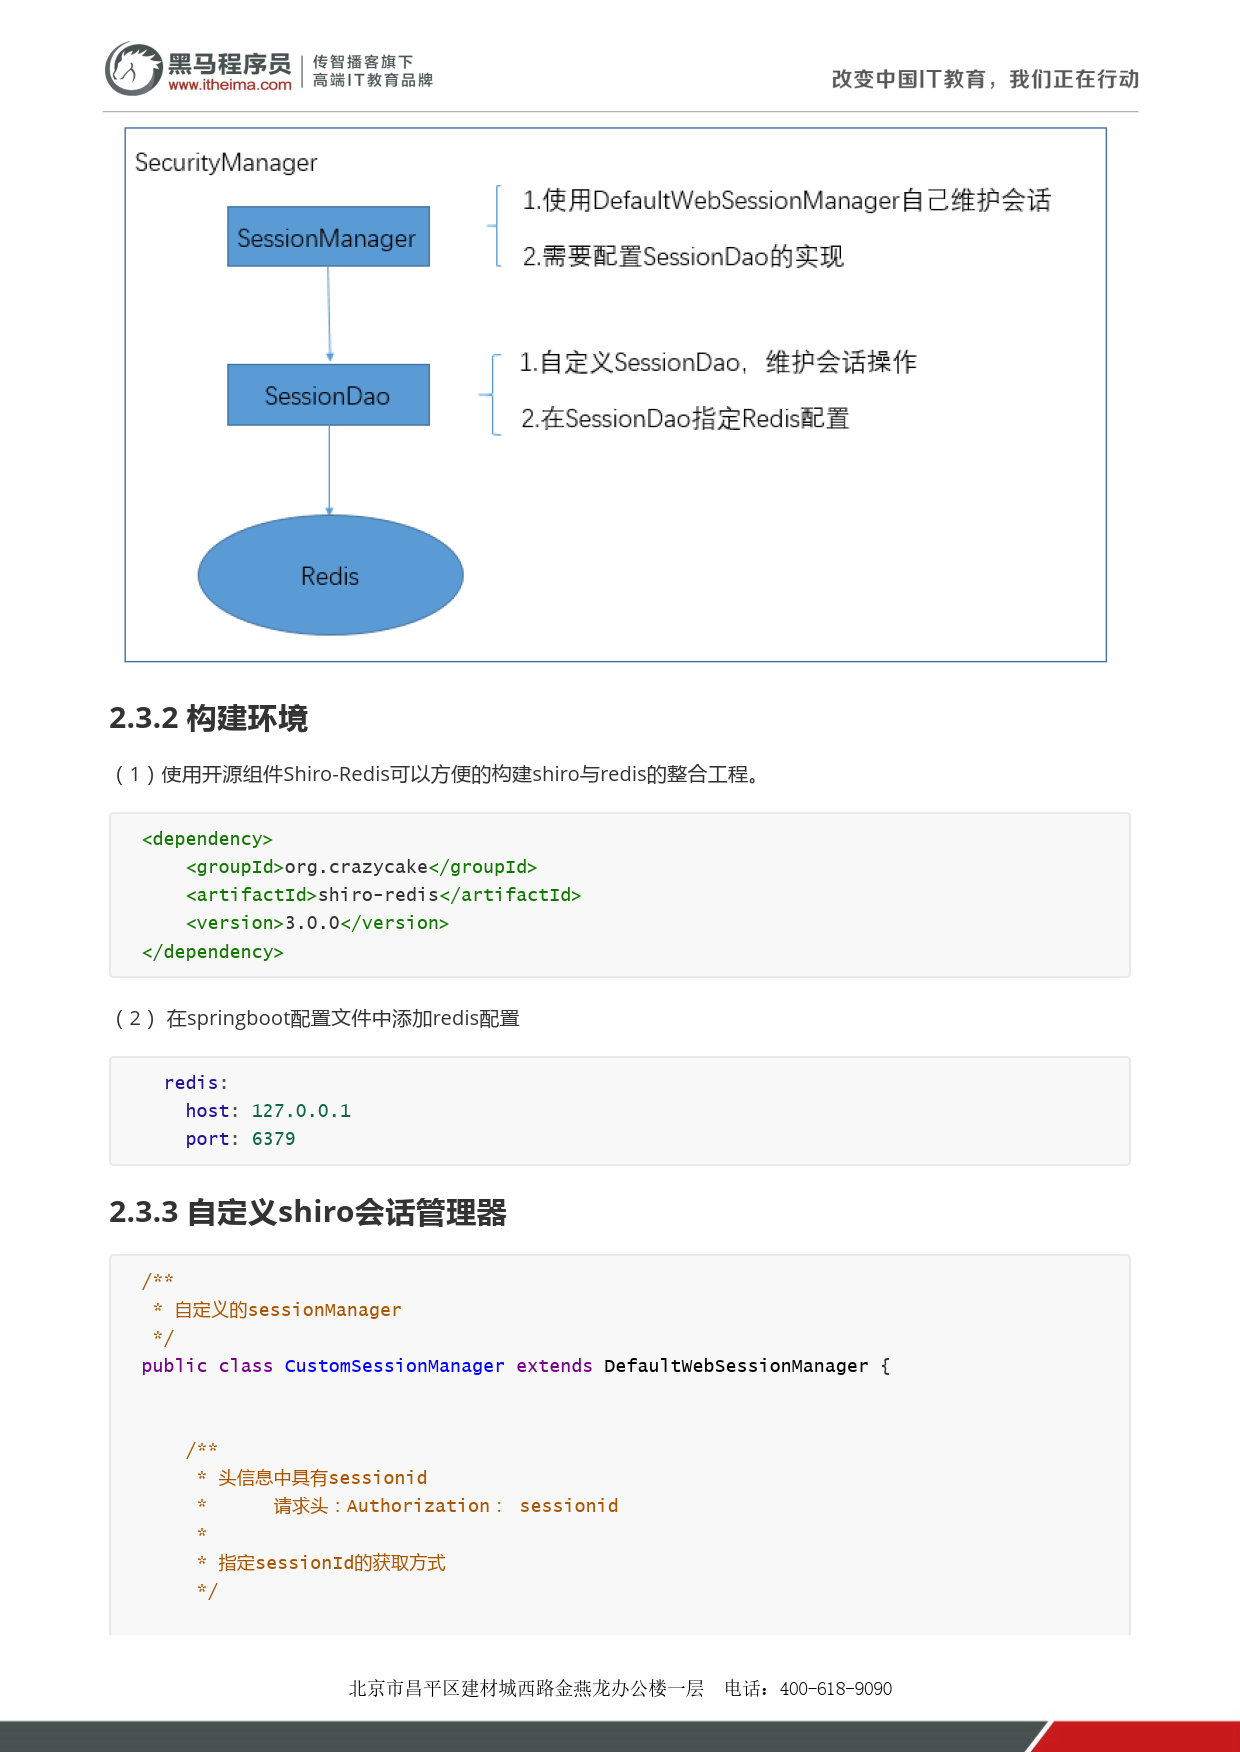 黑马程序员
www.itheima.com
传智播客旗下
高端IT教育品牌
改变中国IT教育，我们正在行动
SecurityManager
SessionManager
1.使用DefaultWebSessionManager自己维护会话
2.需要配置SessionDao的实现
SessionDao
1.自定义SessionDao，维护会话操作
2.在SessionDao指定Redis配置
Redis
2.3.2 构建环境
（1）使用开源组件Shiro-Redis可以方便的构建shiro与redis的整合工程。
<dependency>
    <groupId>org.crazycake</groupId>
    <artifactId>shiro-redis</artifactId>
    <version>3.0.0</version>
</dependency>
（2） 在springboot配置文件中添加redis配置
  redis:
    host: 127.0.0.1
    port: 6379
2.3.3 自定义shiro会话管理器
/**
 * 自定义的sessionManager
 */
public class CustomSessionManager extends DefaultWebSessionManager {
    /**
     * 头信息中具有sessionid
     *      请求头：Authorization： sessionid
     *
     * 指定sessionId的获取方式
     */
北京市昌平区建材城西路金燕龙办公楼一层  电话：400-618-9090